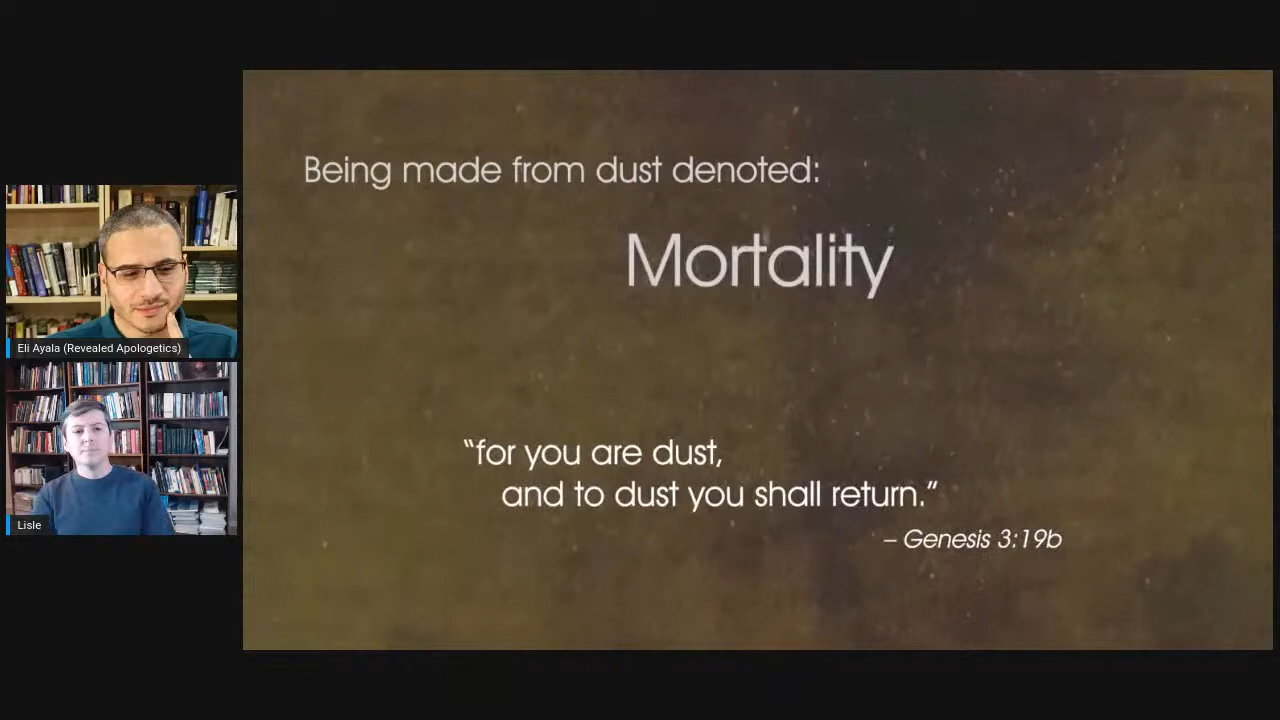 Being made from dust denoted:
Mortality
“for you are dust,
and to dust you shall return.”
– Genesis 3:19b
Eli Ayala (Revealed Apologetics)
Lisle